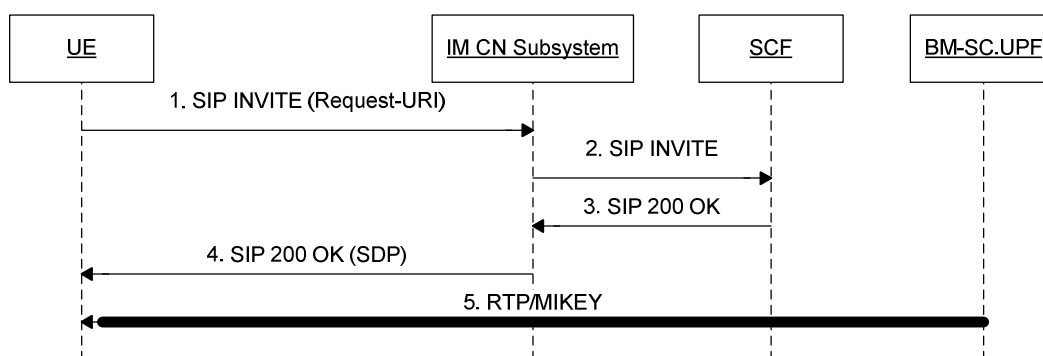 UE
IM CN Subsystem
SCF
BM-SC.UPF
1. SIP INVITE (Request-URI)
2. SIP INVITE
3. SIP 200 OK
4. SIP 200 OK (SDP)
5. RTP/MIKEY